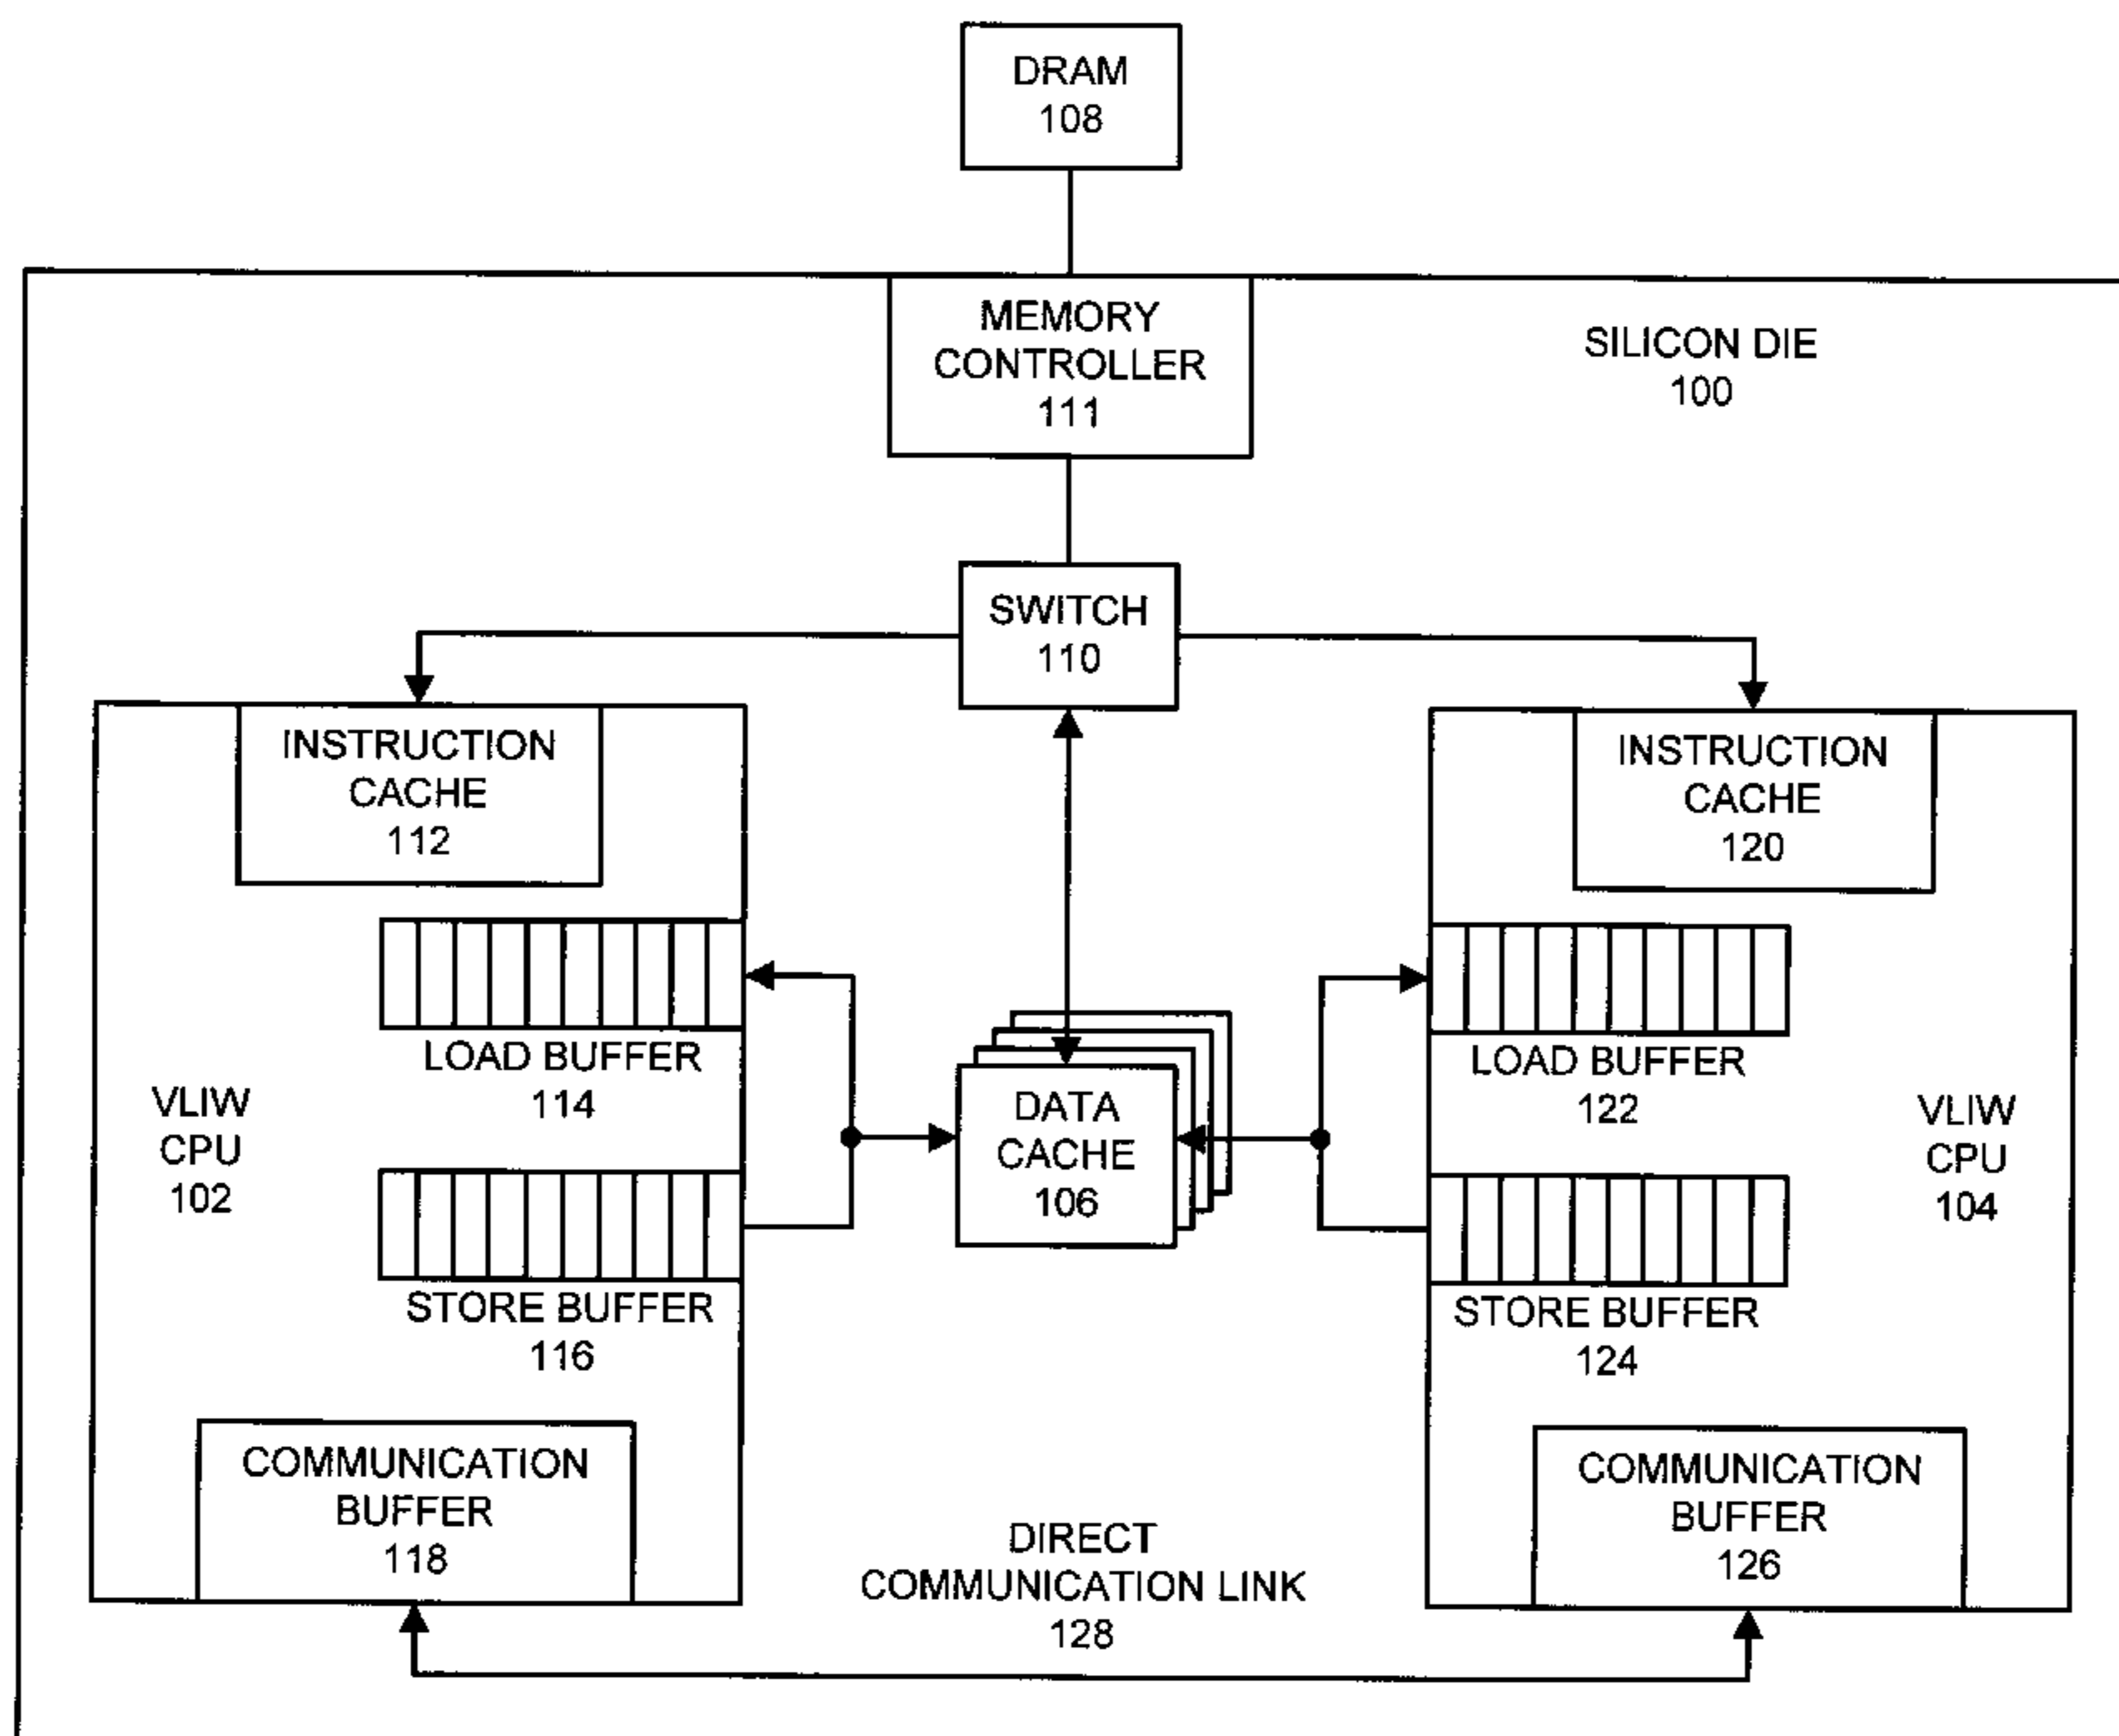 DRAM
108
MEMORY
CONTROLLER
111
SILICON DIE
100
SWITCH
110
INSTRUCTION
CACHE
112
INSTRUCTION
CACHE
120
LOAD BUFFER
114
LOAD BUFFER
122
VLIW
CPU
102
DATA
CACHE
106
VLIW
CPU
104
STORE BUFFER
116
STORE BUFFER
124
COMMUNICATION
BUFFER
118
DIRECT
COMMUNICATION LINK
128
COMMUNICATION
BUFFER
126